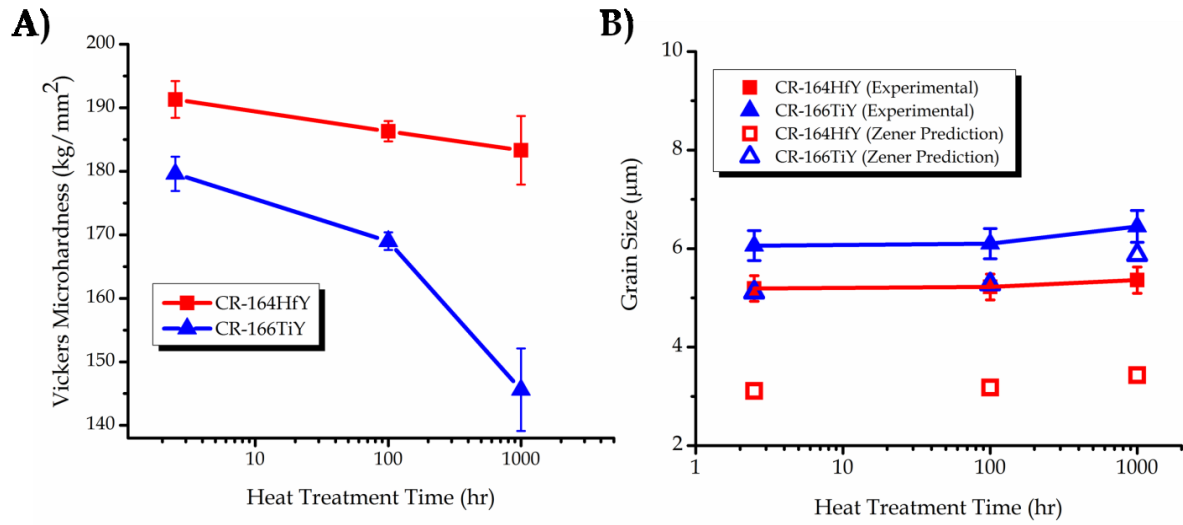 A)
Vickers Microhardness (kg/mm²)
200
190
180
170
160
150
140
CR-164HfY
CR-166TiY
10
100
1000
Heat Treatment Time (hr)
B)
Grain Size (μm)
10
8
6
4
2
CR-164HfY (Experimental)
CR-166TiY (Experimental)
CR-164HfY (Zener Prediction)
CR-166TiY (Zener Prediction)
1
10
100
1000
Heat Treatment Time (hr)